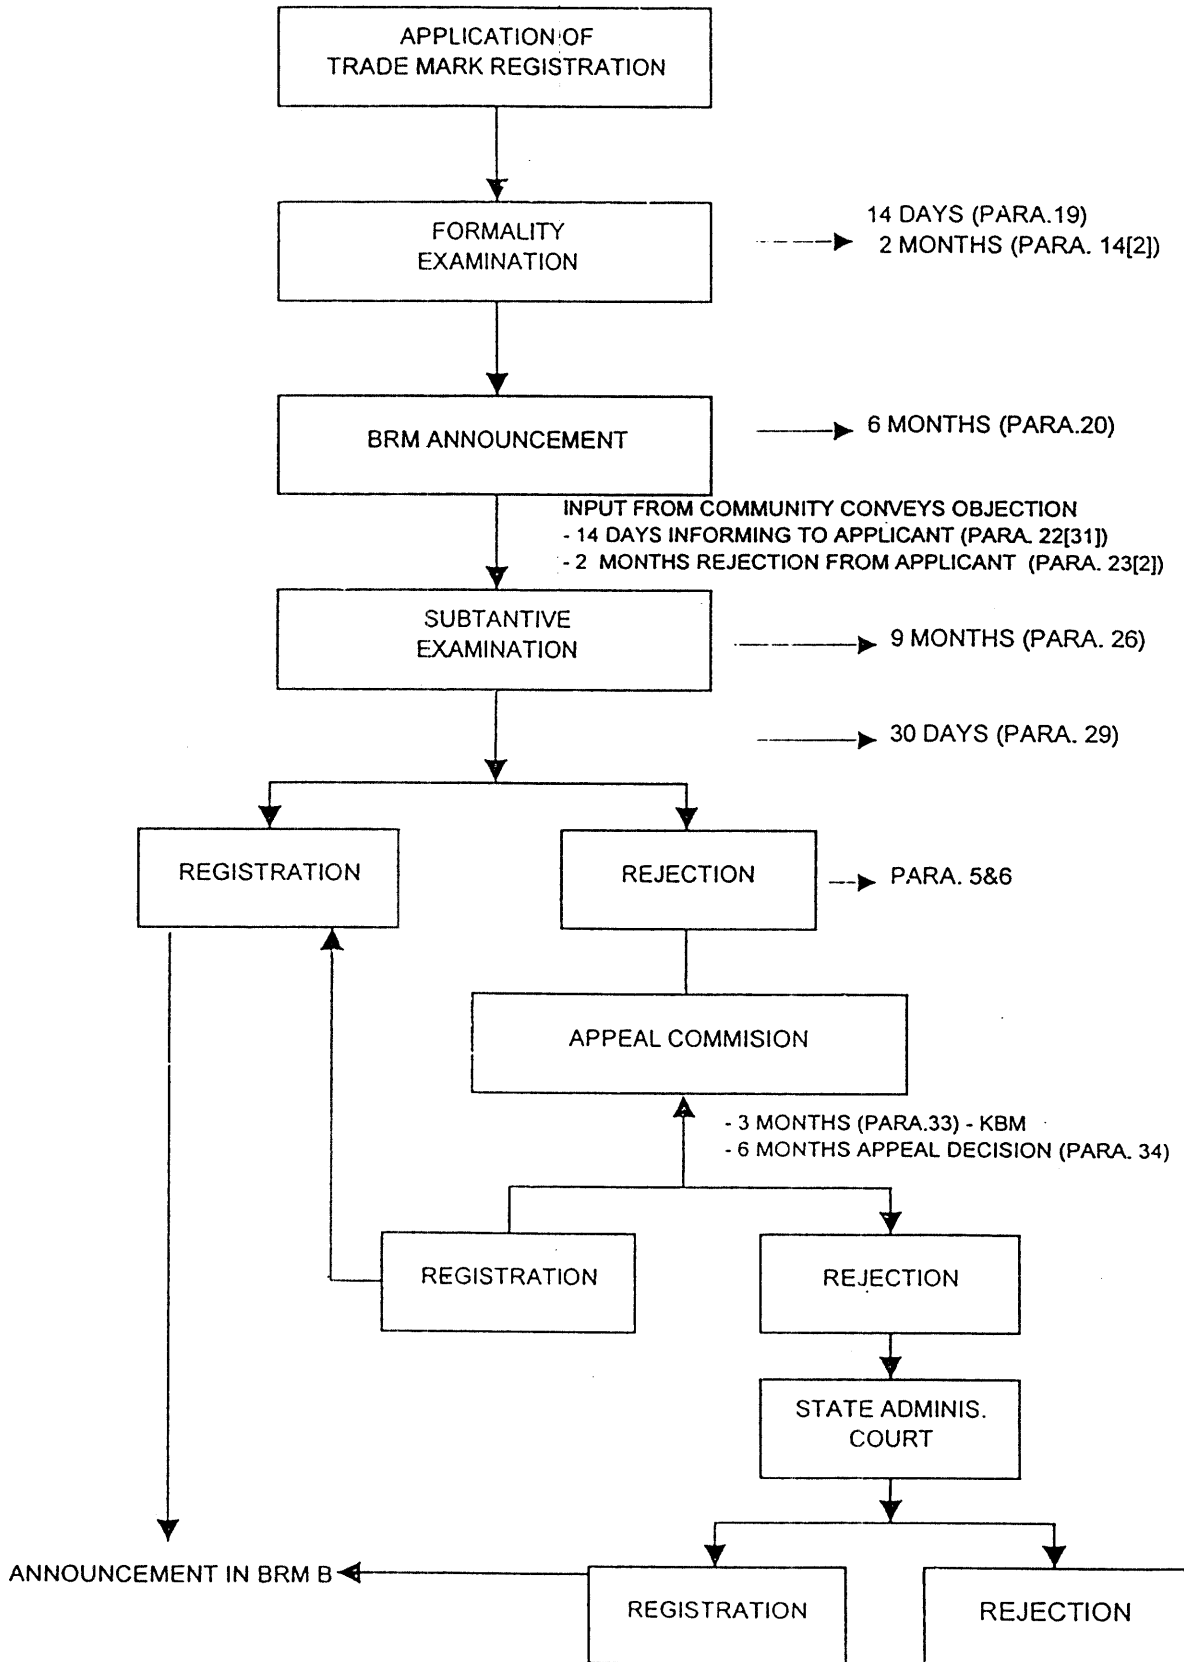 APPLICATION OF
TRADE MARK REGISTRATION
FORMALITY
EXAMINATION
14 DAYS (PARA.19)
2 MONTHS (PARA. 14[2])
BRM ANNOUNCEMENT
6 MONTHS (PARA.20)
INPUT FROM COMMUNITY CONVEYS OBJECTION
- 14 DAYS INFORMING TO APPLICANT (PARA. 22[31])
- 2 MONTHS REJECTION FROM APPLICANT (PARA. 23[2])
SUBTANTIVE
EXAMINATION
9 MONTHS (PARA. 26)
30 DAYS (PARA. 29)
REGISTRATION
REJECTION
PARA. 5&6
APPEAL COMMISION
- 3 MONTHS (PARA.33) - KBM
- 6 MONTHS APPEAL DECISION (PARA. 34)
REGISTRATION
REJECTION
STATE ADMINIS.
COURT
ANNOUNCEMENT IN BRM B
REGISTRATION
REJECTION